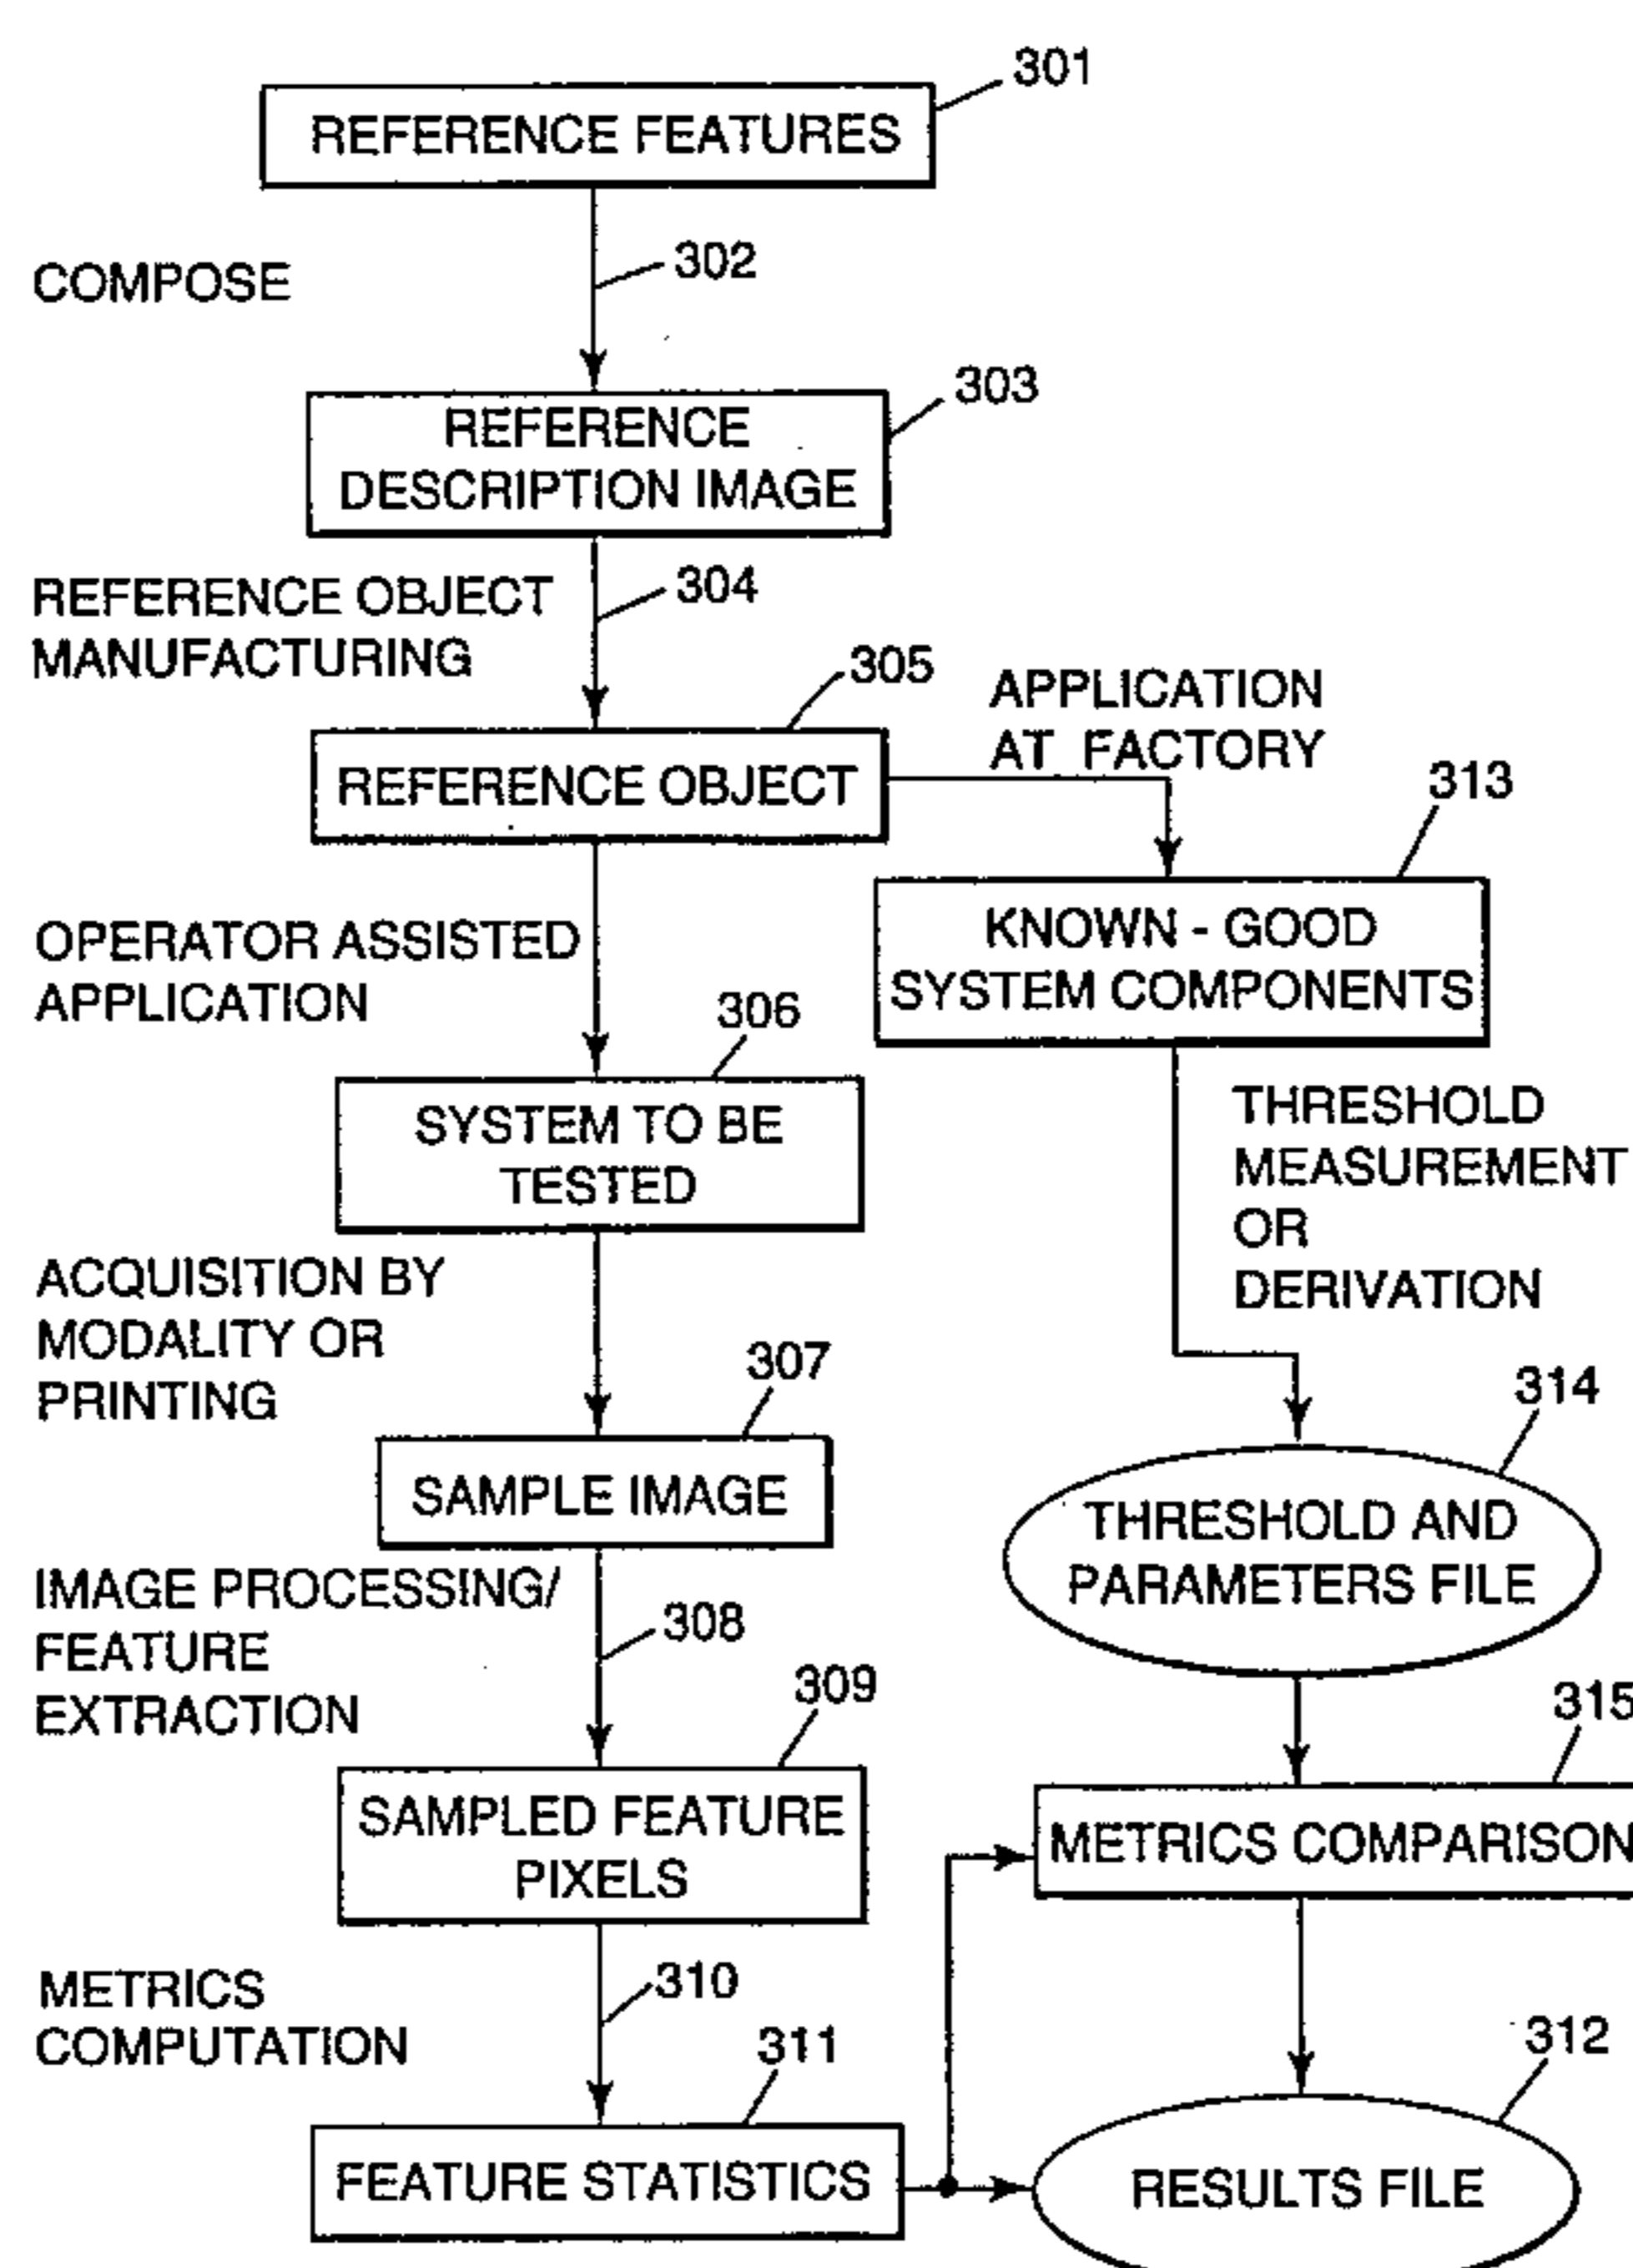 301
REFERENCE FEATURES
COMPOSE
302
303
REFERENCE
DESCRIPTION IMAGE
REFERENCE OBJECT
MANUFACTURING
304
305
REFERENCE OBJECT
APPLICATION
AT FACTORY
313
KNOWN - GOOD
SYSTEM COMPONENTS
OPERATOR ASSISTED
APPLICATION
306
SYSTEM TO BE
TESTED
THRESHOLD
MEASUREMENT
OR
DERIVATION
ACQUISITION BY
MODALITY OR
PRINTING
307
SAMPLE IMAGE
314
THRESHOLD AND
PARAMETERS FILE
IMAGE PROCESSING/
FEATURE
EXTRACTION
308
309
SAMPLED FEATURE
PIXELS
315
METRICS COMPARISON
METRICS
COMPUTATION
310
311
FEATURE STATISTICS
312
RESULTS FILE